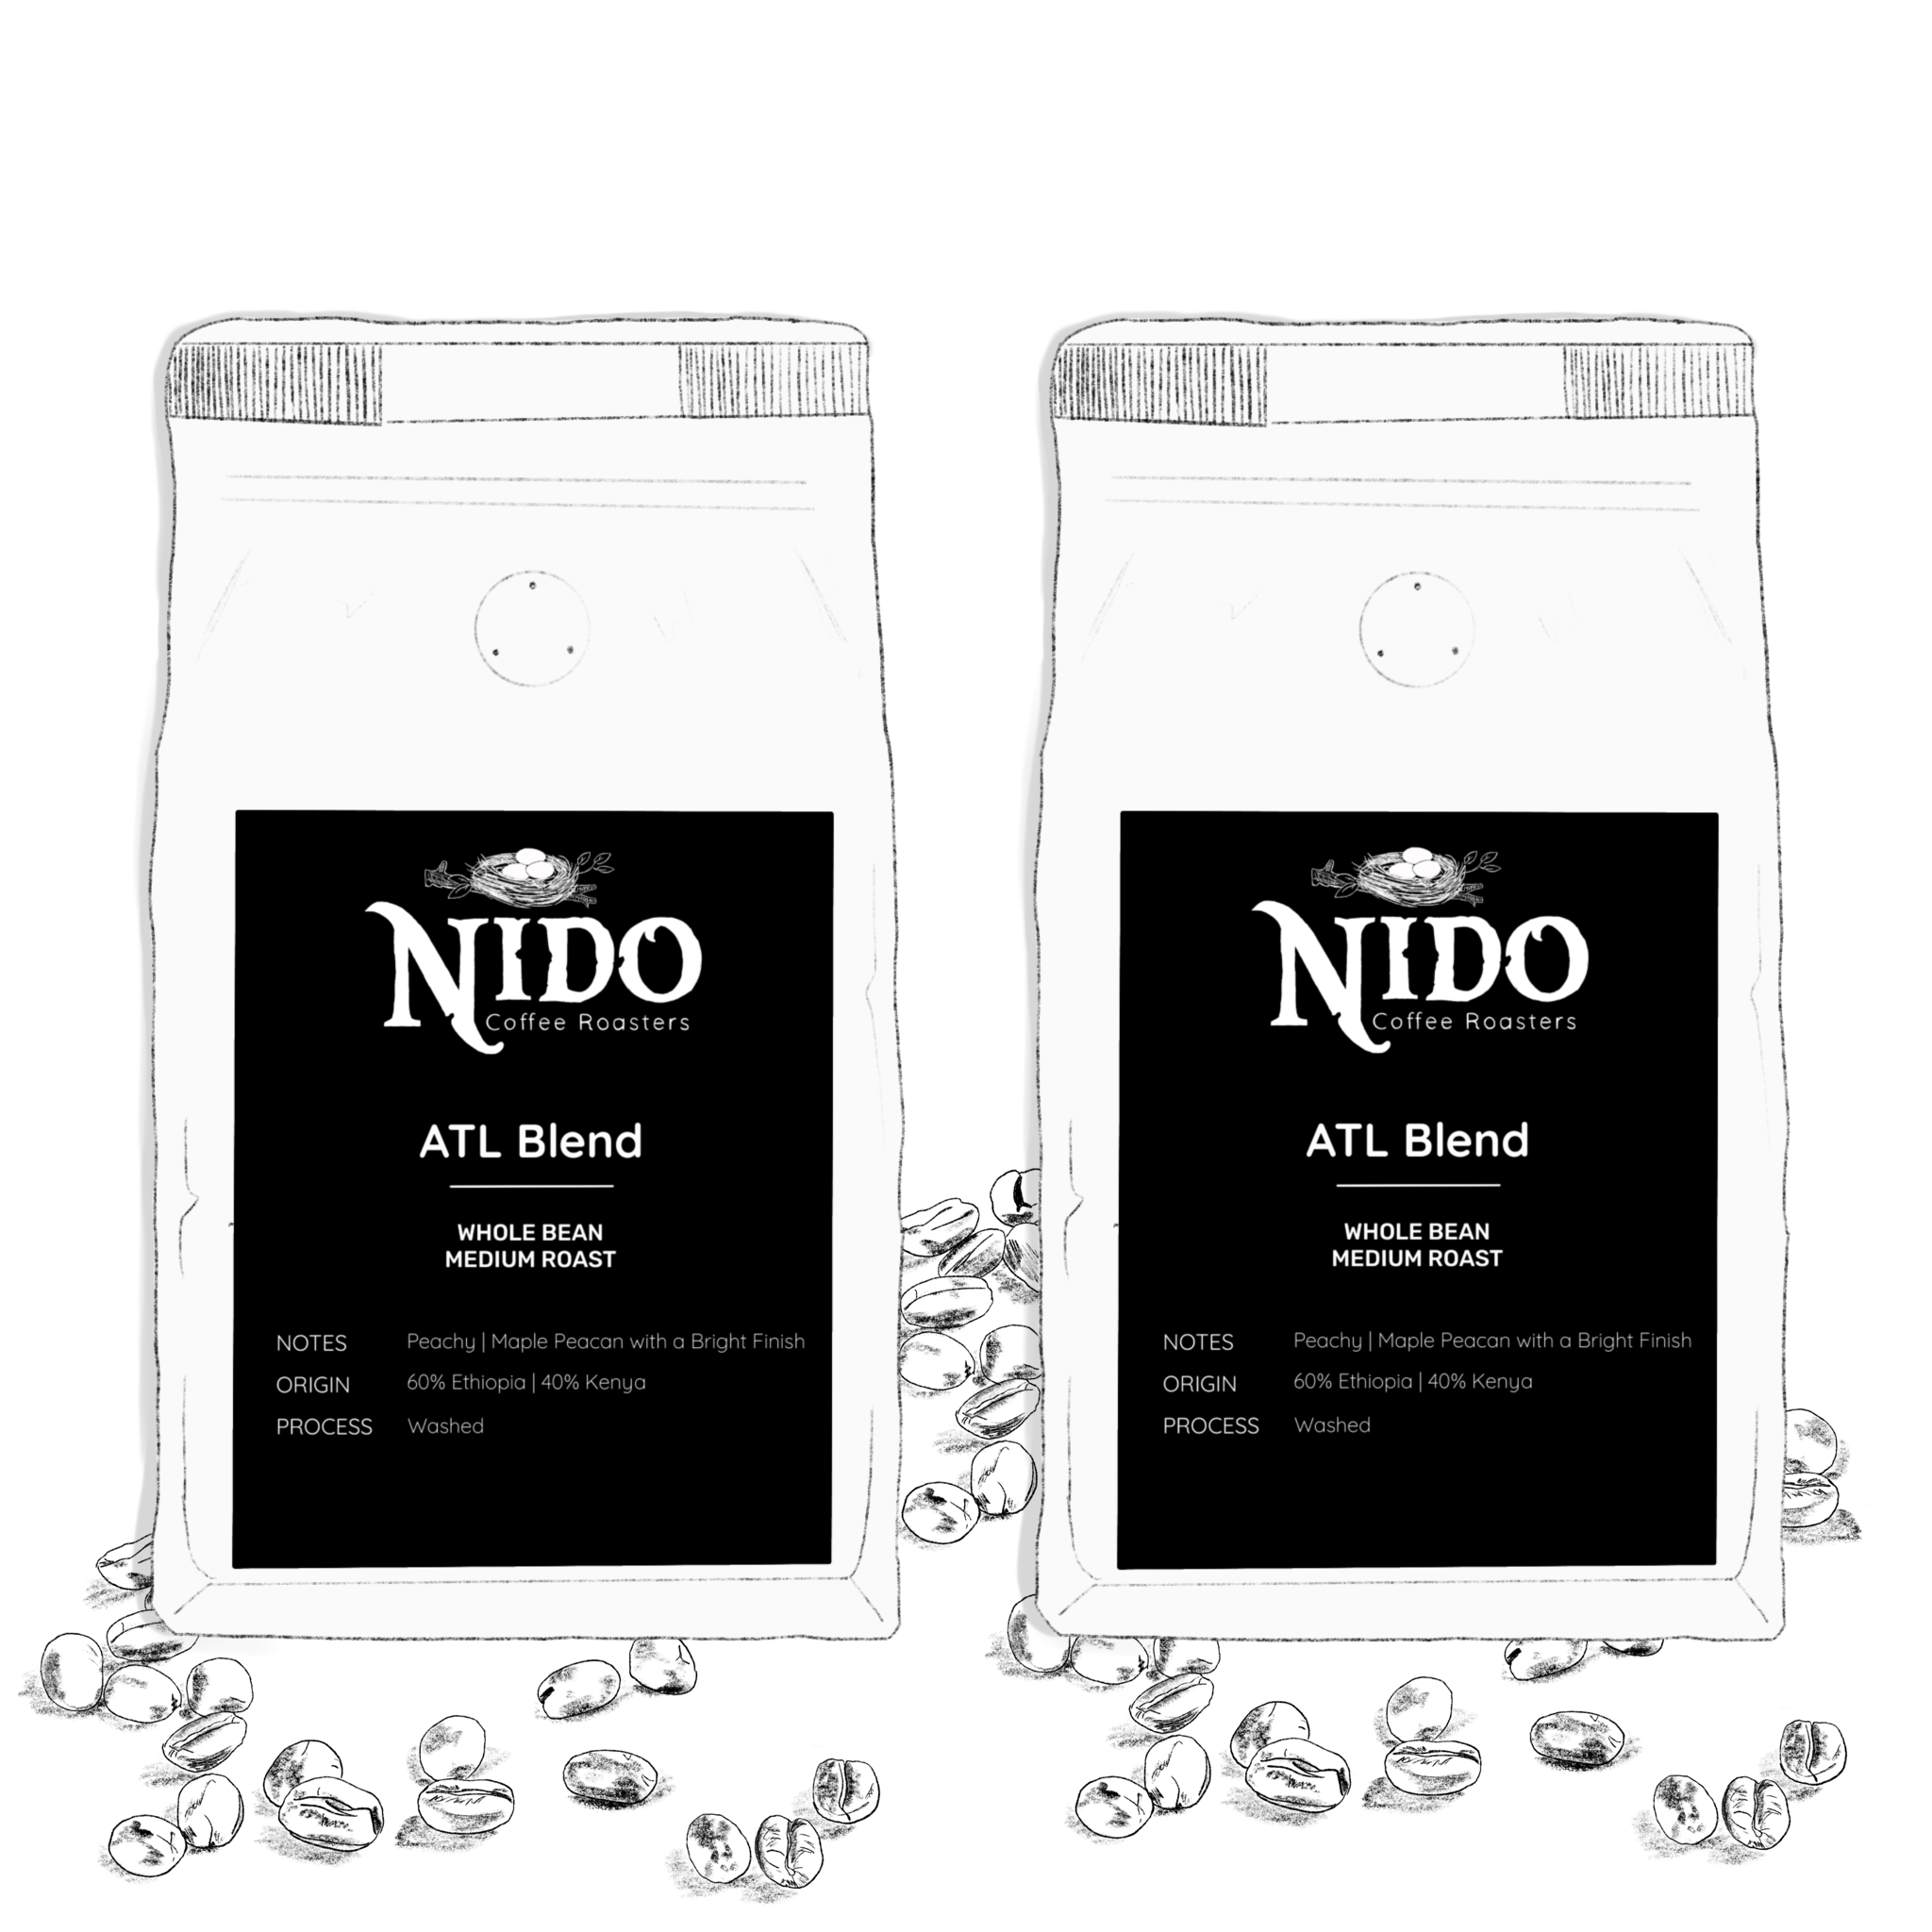 NIDO
Coffee Roasters
ATL Blend
WHOLE BEAN
MEDIUM ROAST
NOTES Peachy | Maple Peacan with a Bright Finish
ORIGIN 60% Ethiopia | 40% Kenya
PROCESS Washed
NIDO
Coffee Roasters
ATL Blend
WHOLE BEAN
MEDIUM ROAST
NOTES Peachy | Maple Peacan with a Bright Finish
ORIGIN 60% Ethiopia | 40% Kenya
PROCESS Washed